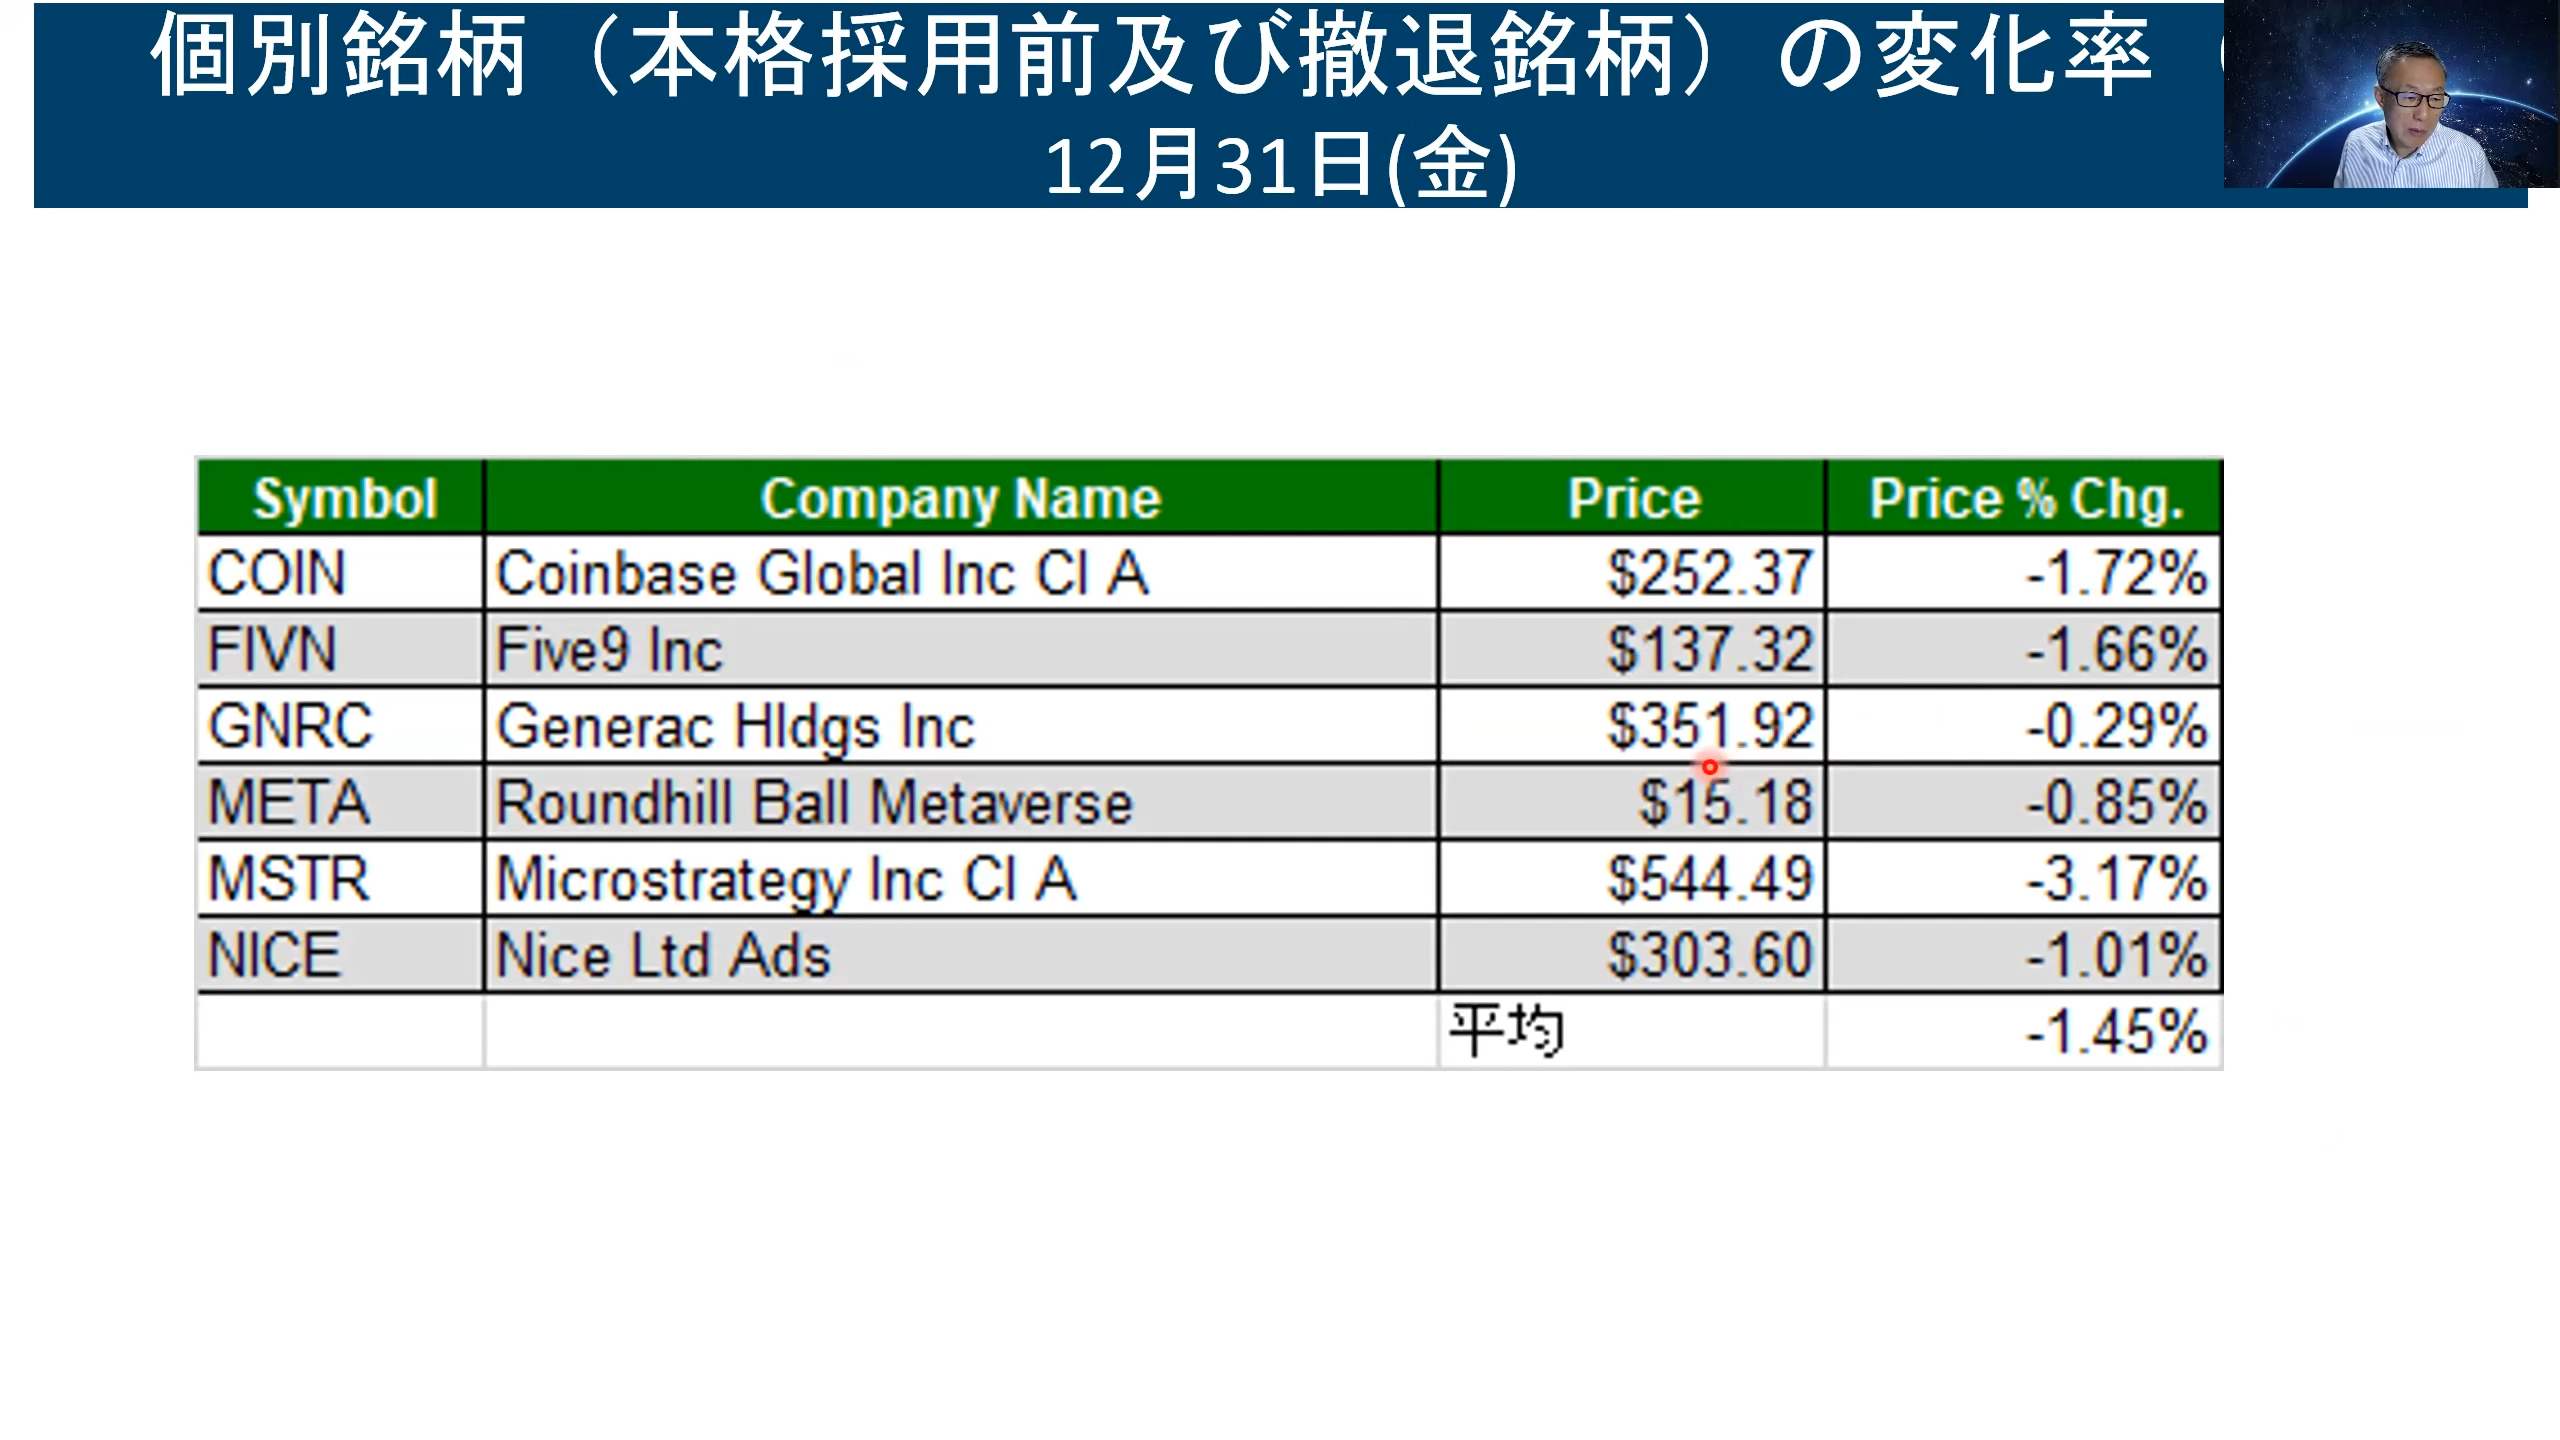 個別銘柄（本格採用前及び撤退銘柄）の変化率（
12月31日(金)
Symbol Company Name Price Price % Chg.
COIN Coinbase Global Inc Cl A $252.37 -1.72%
FIVN Five9 Inc $137.32 -1.66%
GNRC Generac Hldgs Inc $351.92 -0.29%
META Roundhill Ball Metaverse $15.18 -0.85%
MSTR Microstrategy Inc Cl A $544.49 -3.17%
NICE Nice Ltd Ads $303.60 -1.01%
平均 -1.45%